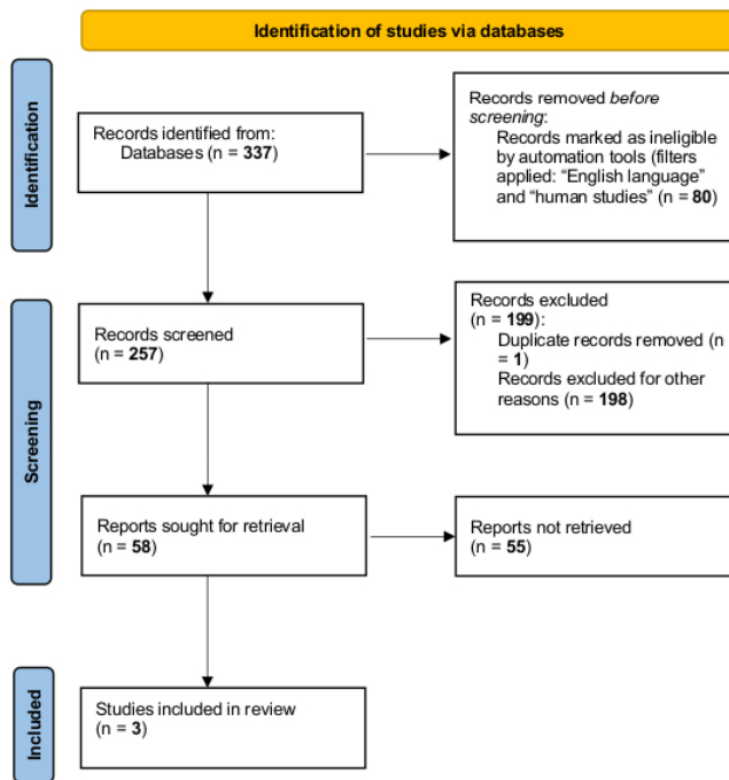 Identification of studies via databases
Identification
Records identified from:
Databases (n = 337)
Records removed before
screening:
Records marked as ineligible
by automation tools (filters
applied: “English language”
and “human studies” (n = 80)
Screening
Records screened
(n = 257)
Records excluded
(n = 199):
Duplicate records removed (n
= 1)
Records excluded for other
reasons (n = 198)
Reports sought for retrieval
(n = 58)
Reports not retrieved
(n = 55)
Included
Studies included in review
(n = 3)